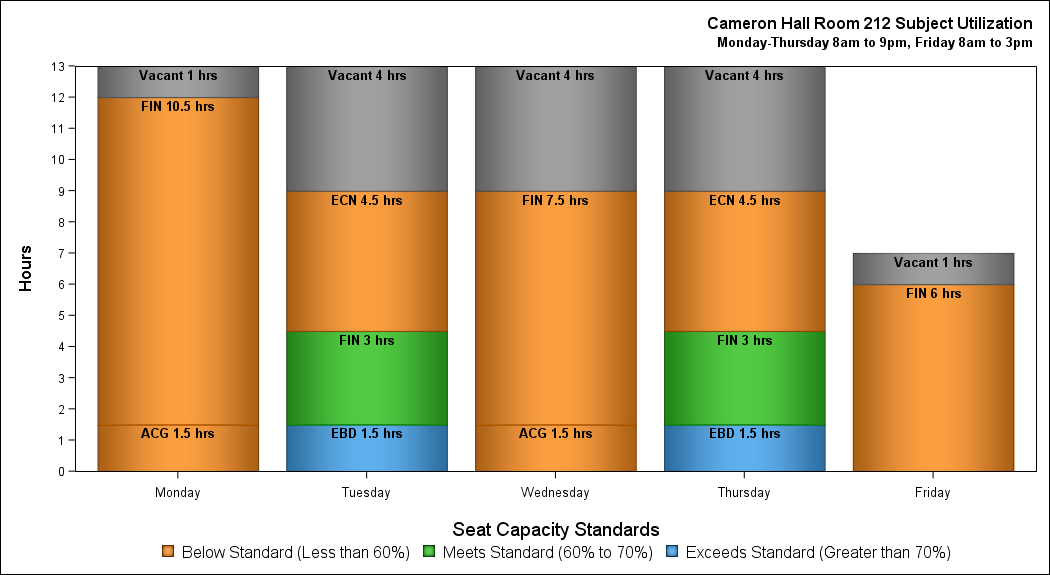 Cameron Hall Room 212 Subject Utilization
Monday-Thursday 8am to 9pm, Friday 8am to 3pm
13
12
11
10
9
8
7
6
5
4
3
2
1
0
Hours
Vacant 1 hrs
FIN 10.5 hrs
ACG 1.5 hrs
Vacant 4 hrs
ECN 4.5 hrs
FIN 3 hrs
EBD 1.5 hrs
Vacant 4 hrs
FIN 7.5 hrs
ACG 1.5 hrs
Vacant 4 hrs
ECN 4.5 hrs
FIN 3 hrs
EBD 1.5 hrs
Vacant 1 hrs
FIN 6 hrs
Monday Tuesday Wednesday Thursday Friday
Seat Capacity Standards
Below Standard (Less than 60%) Meets Standard (60% to 70%) Exceeds Standard (Greater than 70%)